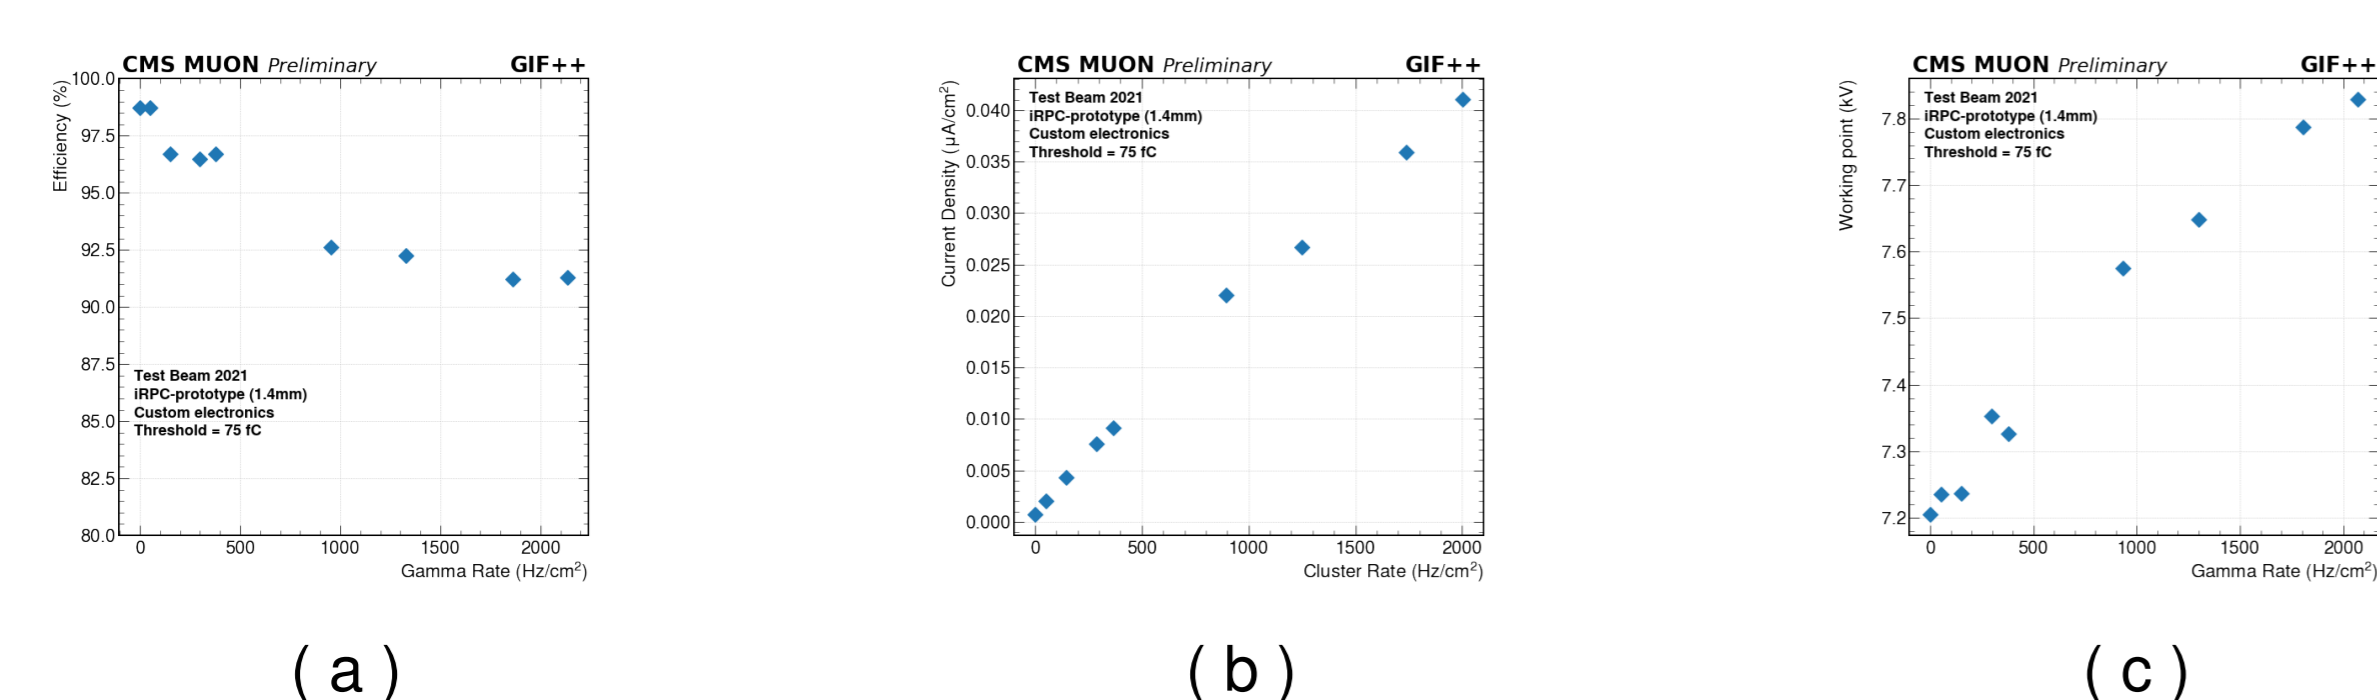 CMS MUON Preliminary GIF++
Efficiency (%)
100.0
97.5
95.0
92.5
90.0
87.5
85.0
82.5
80.0
Test Beam 2021
iRPC-prototype (1.4mm)
Custom electronics
Threshold = 75 fC
0 500 1000 1500 2000
Gamma Rate (Hz/cm²)
( a )
CMS MUON Preliminary GIF++
Current Density (μA/cm²)
0.040
0.035
0.030
0.025
0.020
0.015
0.010
0.005
0.000
Test Beam 2021
iRPC-prototype (1.4mm)
Custom electronics
Threshold = 75 fC
0 500 1000 1500 2000
Cluster Rate (Hz/cm²)
( b )
CMS MUON Preliminary GIF++
Working point (kV)
7.8
7.7
7.6
7.5
7.4
7.3
7.2
Test Beam 2021
iRPC-prototype (1.4mm)
Custom electronics
Threshold = 75 fC
0 500 1000 1500 2000
Gamma Rate (Hz/cm²)
( c )